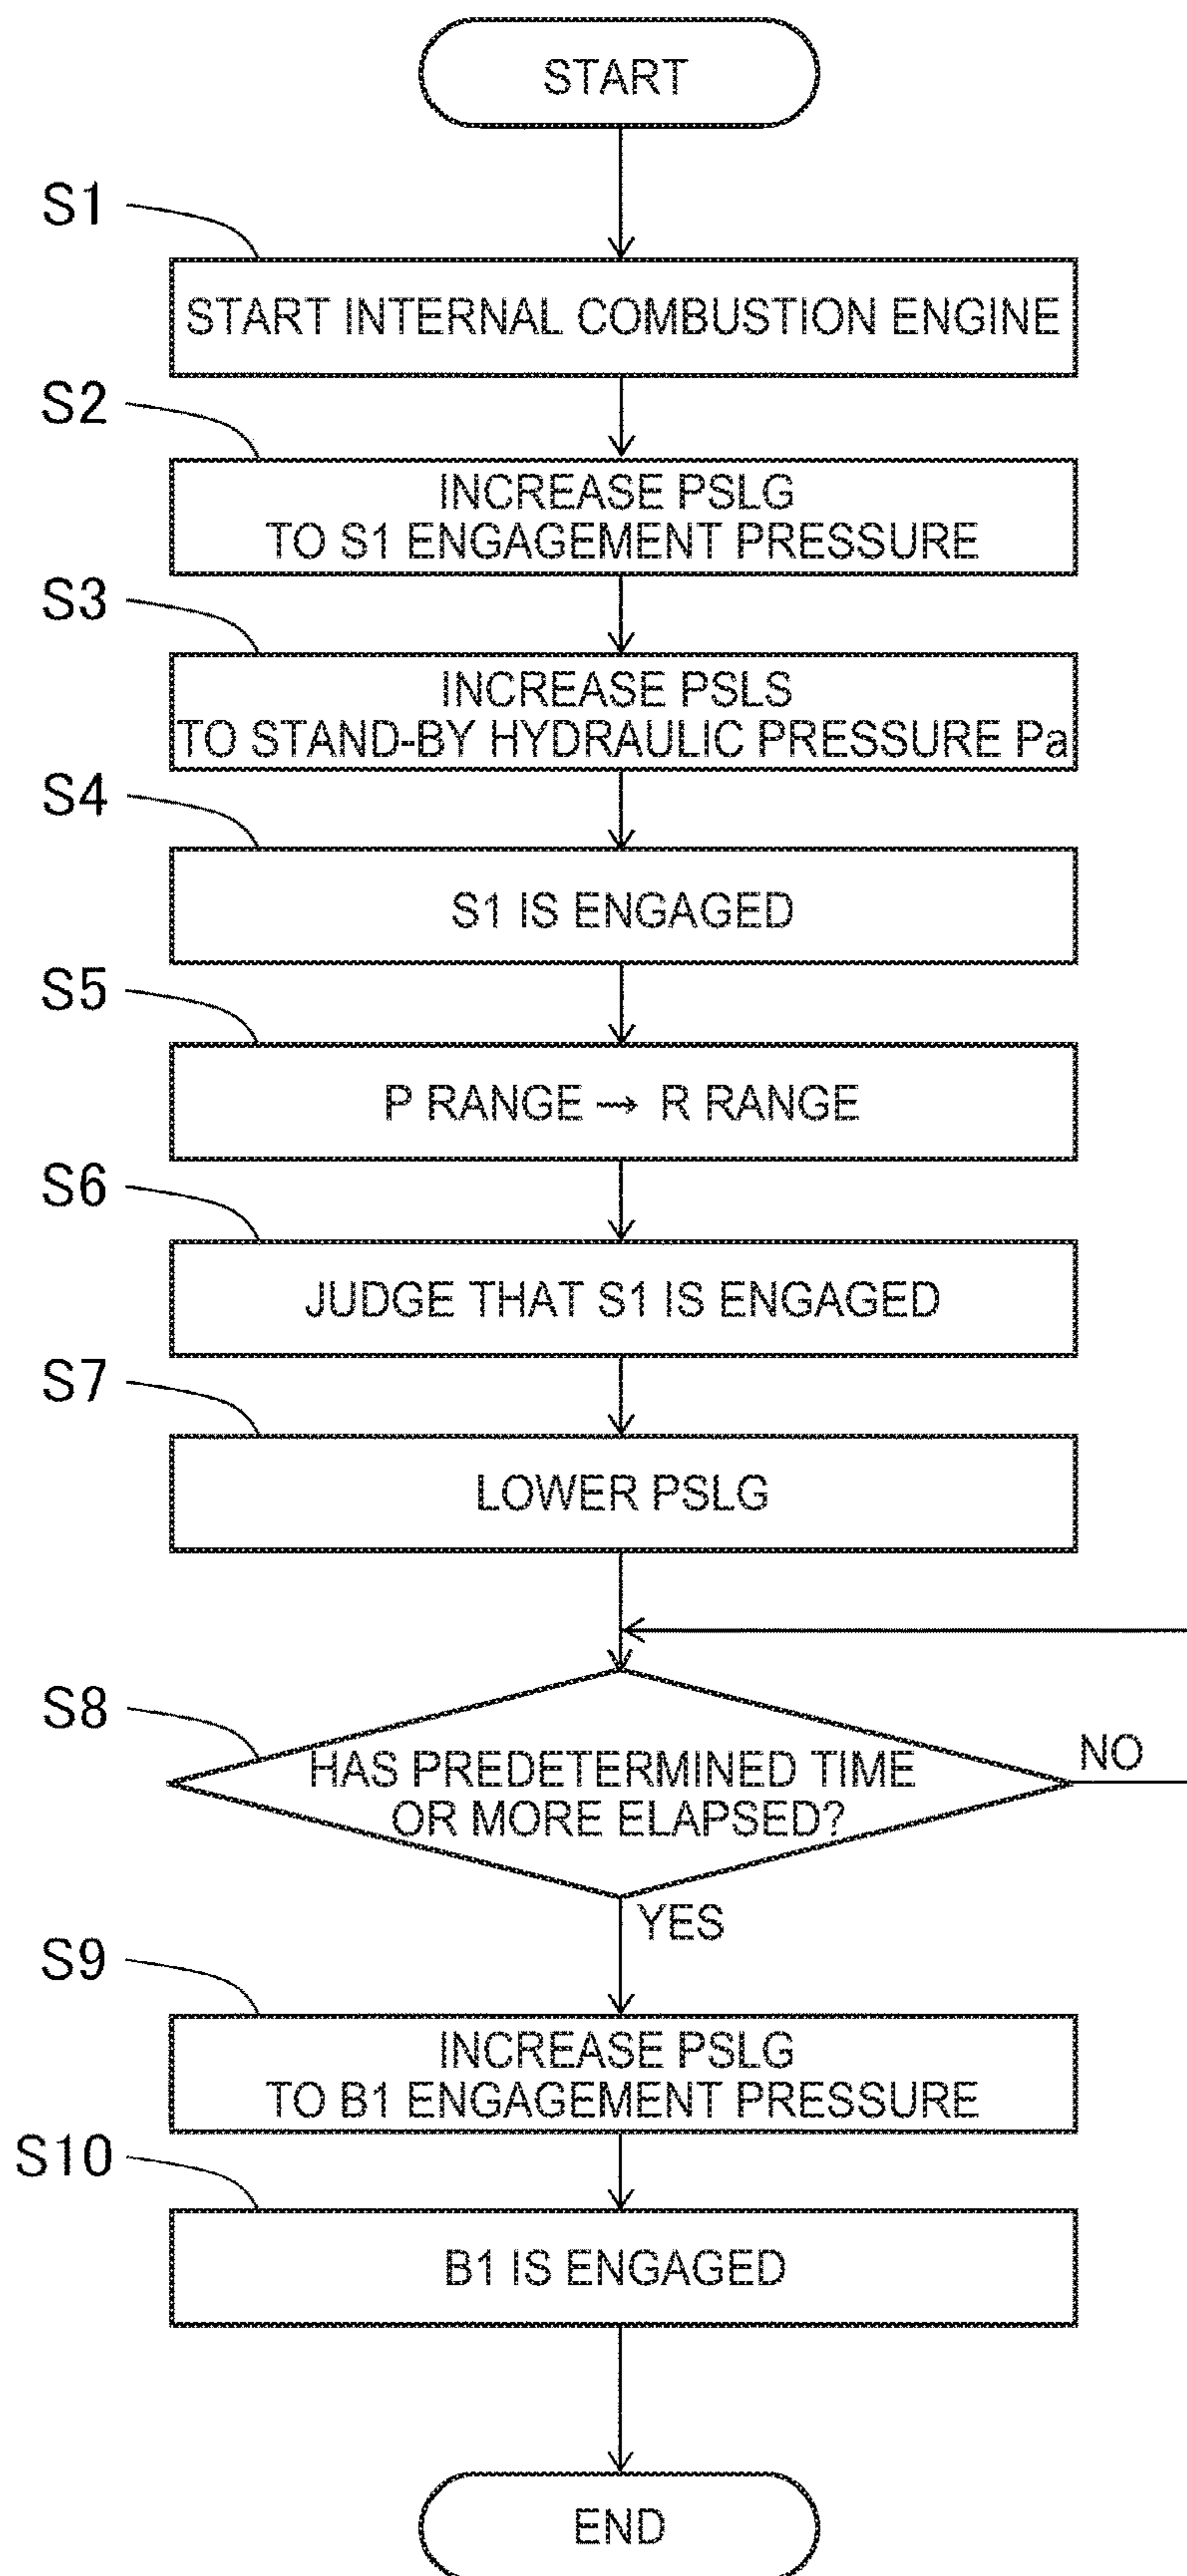 START
S1
START INTERNAL COMBUSTION ENGINE
S2
INCREASE PSLG
TO S1 ENGAGEMENT PRESSURE
S3
INCREASE PSLS
TO STAND-BY HYDRAULIC PRESSURE Pa
S4
S1 IS ENGAGED
S5
P RANGE → R RANGE
S6
JUDGE THAT S1 IS ENGAGED
S7
LOWER PSLG
S8
HAS PREDETERMINED TIME
OR MORE ELAPSED?
NO
YES
S9
INCREASE PSLG
TO B1 ENGAGEMENT PRESSURE
S10
B1 IS ENGAGED
END